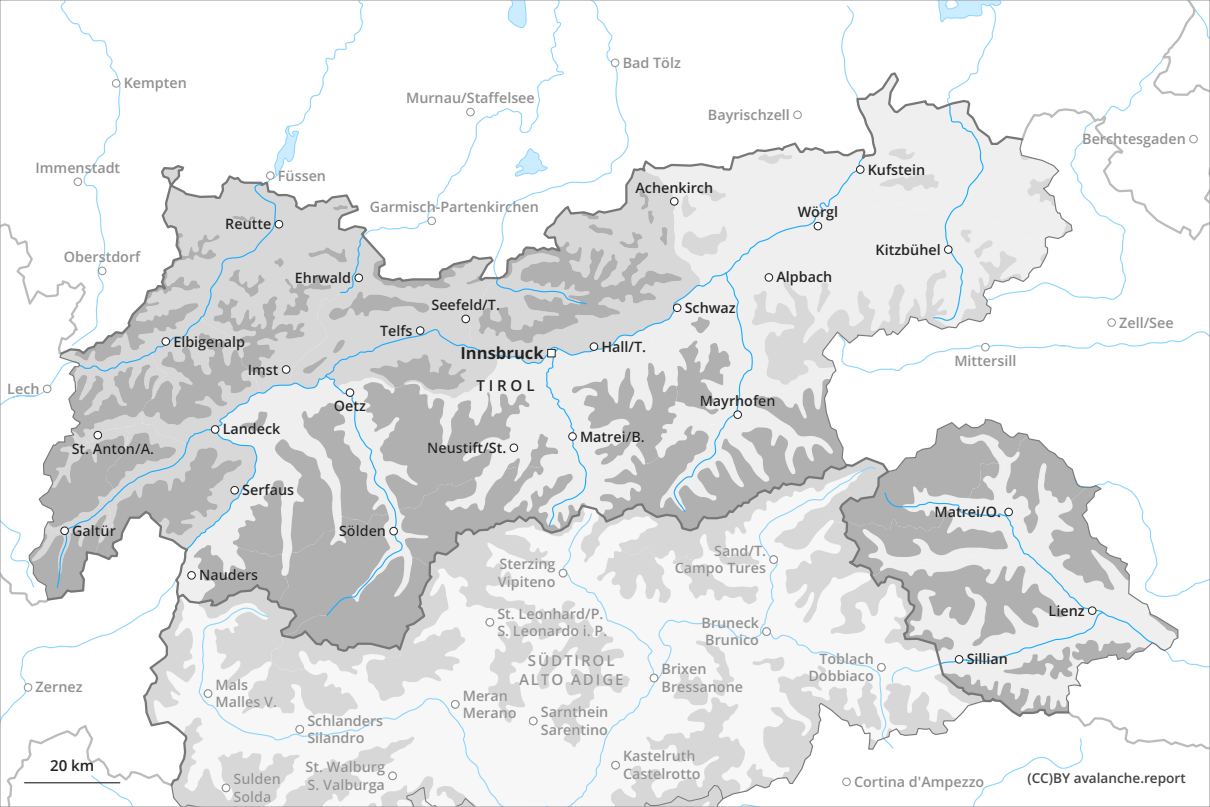 Bad Tölz
Kempten
Murnau/Staffelsee
Bayrischzell
Berchtesgaden
Immenstadt
Kufstein
Füssen
Achenkirch
Garmisch-Partenkirchen
Wörgl
Reutte
Kitzbühel
Oberstdorf
Ehrwald
Alpbach
Seefeld/T.
Schwaz
Zell/See
Telfs
Elbigenalp
Hall/T.
Innsbruck
Mittersill
Imst
TIROL
Lech
Mayrhofen
Oetz
Landeck
Matrei/B.
St. Anton/A.
Neustift/St.
Serfaus
Matrei/O.
Galtür
Sölden
Sand/T.
Campo Tures
Sterzing
Vipiteno
Nauders
Lienz
St. Leonhard/P.
S. Leonardo i. P.
Bruneck
Brunico
Sillian
SÜDTIROL
ALTO ADIGE
Toblach
Dobbiaco
Brixen
Bressanone
Zernez
Mals
Malles V.
Meran
Merano
Sarnthein
Sarentino
Schlanders
Silandro
Kastelruth
Castelrotto
20 km
St. Walburg
S. Valburga
Sulden
Solda
Cortina d'Ampezzo
(CC)BY avalanche.report